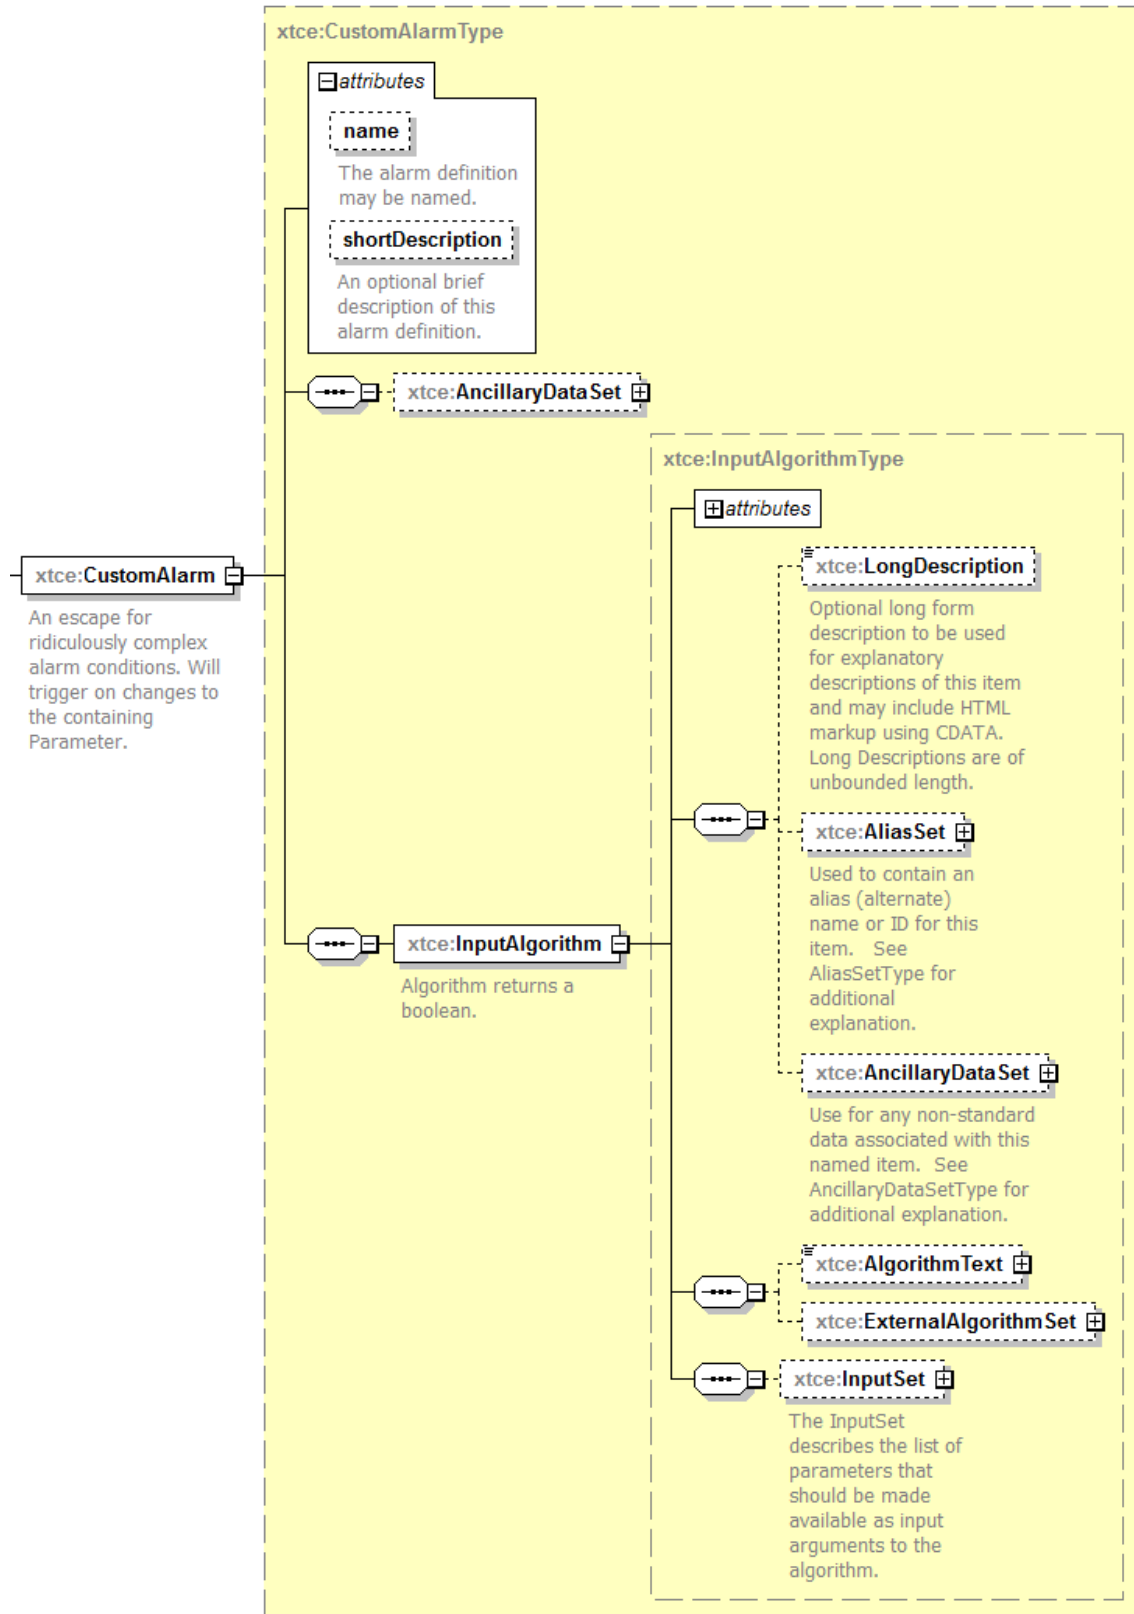 xtce:CustomAlarmType
attributes
name
The alarm definition
may be named.
shortDescription
An optional brief
description of this
alarm definition.
xtce:AncillaryDataSet
xtce:InputAlgorithmType
attributes
xtce:CustomAlarm
An escape for
ridiculously complex
alarm conditions. Will
trigger on changes to
the containing
Parameter.
xtce:LongDescription
Optional long form
description to be used
for explanatory
descriptions of this item
and may include HTML
markup using CDATA.
Long Descriptions are of
unbounded length.
xtce:AliasSet
Used to contain an
alias (alternate)
name or ID for this
item.   See
AliasSetType for
additional
explanation.
xtce:InputAlgorithm
Algorithm returns a
boolean.
xtce:AncillaryDataSet
Use for any non-standard
data associated with this
named item.  See
AncillaryDataSetType for
additional explanation.
xtce:AlgorithmText
xtce:ExternalAlgorithmSet
xtce:InputSet
The InputSet
describes the list of
parameters that
should be made
available as input
arguments to the
algorithm.